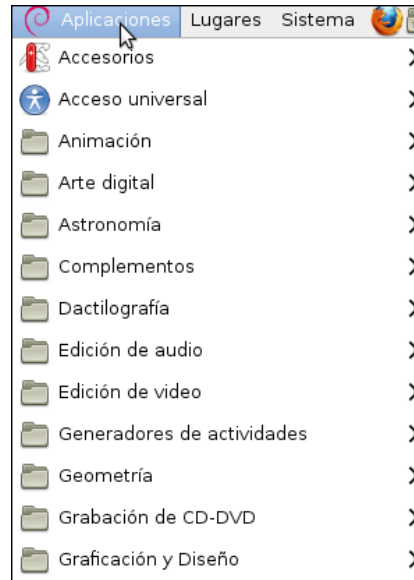 Aplicaciones Lugares Sistema
Accesorios
Acceso universal
Animación
Arte digital
Astronomía
Complementos
Dactilografía
Edición de audio
Edición de video
Generadores de actividades
Geometría
Grabación de CD-DVD
Graficación y Diseño